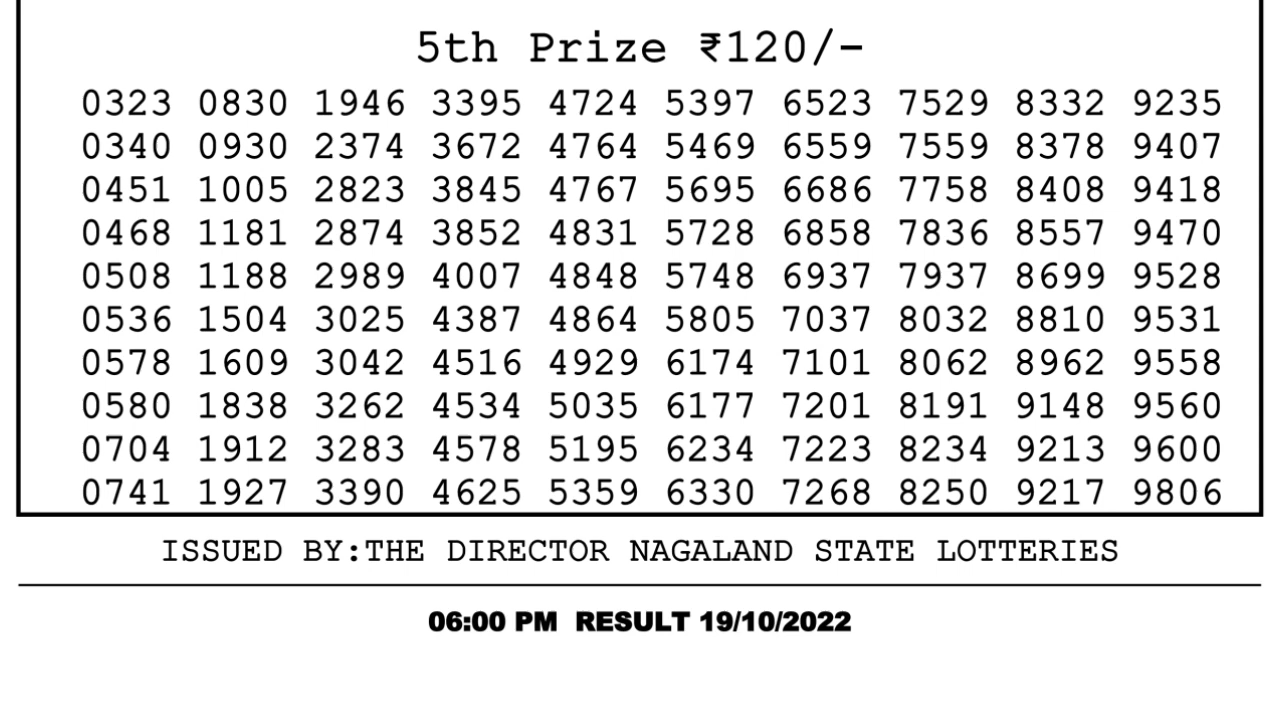 5th Prize ₹120/-
0323 0830 1946 3395 4724 5397 6523 7529 8332 9235
0340 0930 2374 3672 4764 5469 6559 7559 8378 9407
0451 1005 2823 3845 4767 5695 6686 7758 8408 9418
0468 1181 2874 3852 4831 5728 6858 7836 8557 9470
0508 1188 2989 4007 4848 5748 6937 7937 8699 9528
0536 1504 3025 4387 4864 5805 7037 8032 8810 9531
0578 1609 3042 4516 4929 6174 7101 8062 8962 9558
0580 1838 3262 4534 5035 6177 7201 8191 9148 9560
0704 1912 3283 4578 5195 6234 7223 8234 9213 9600
0741 1927 3390 4625 5359 6330 7268 8250 9217 9806
ISSUED BY:THE DIRECTOR NAGALAND STATE LOTTERIES
06:00 PM RESULT 19/10/2022